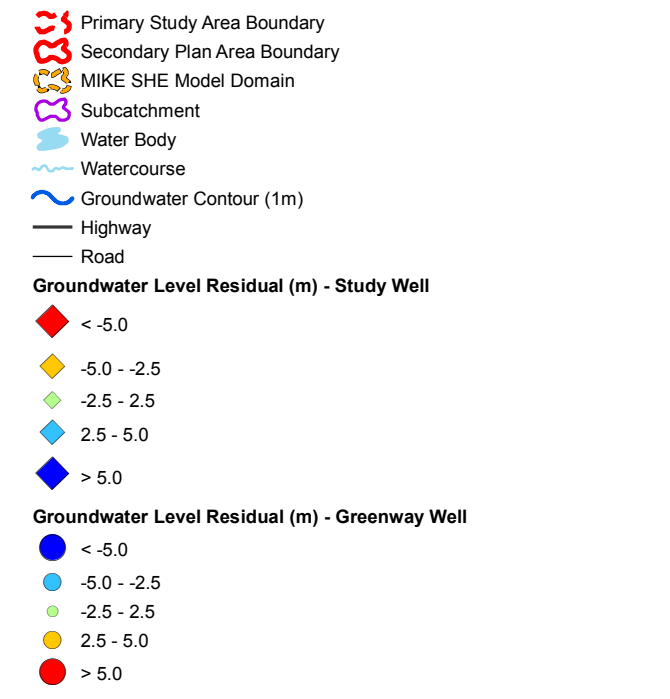 Primary Study Area Boundary
Secondary Plan Area Boundary
MIKE SHE Model Domain
Subcatchment
Water Body
Watercourse
Groundwater Contour (1m)
Highway
Road
Groundwater Level Residual (m) - Study Well
< -5.0
-5.0 - -2.5
-2.5 - 2.5
2.5 - 5.0
> 5.0
Groundwater Level Residual (m) - Greenway Well
< -5.0
-5.0 - -2.5
-2.5 - 2.5
2.5 - 5.0
> 5.0